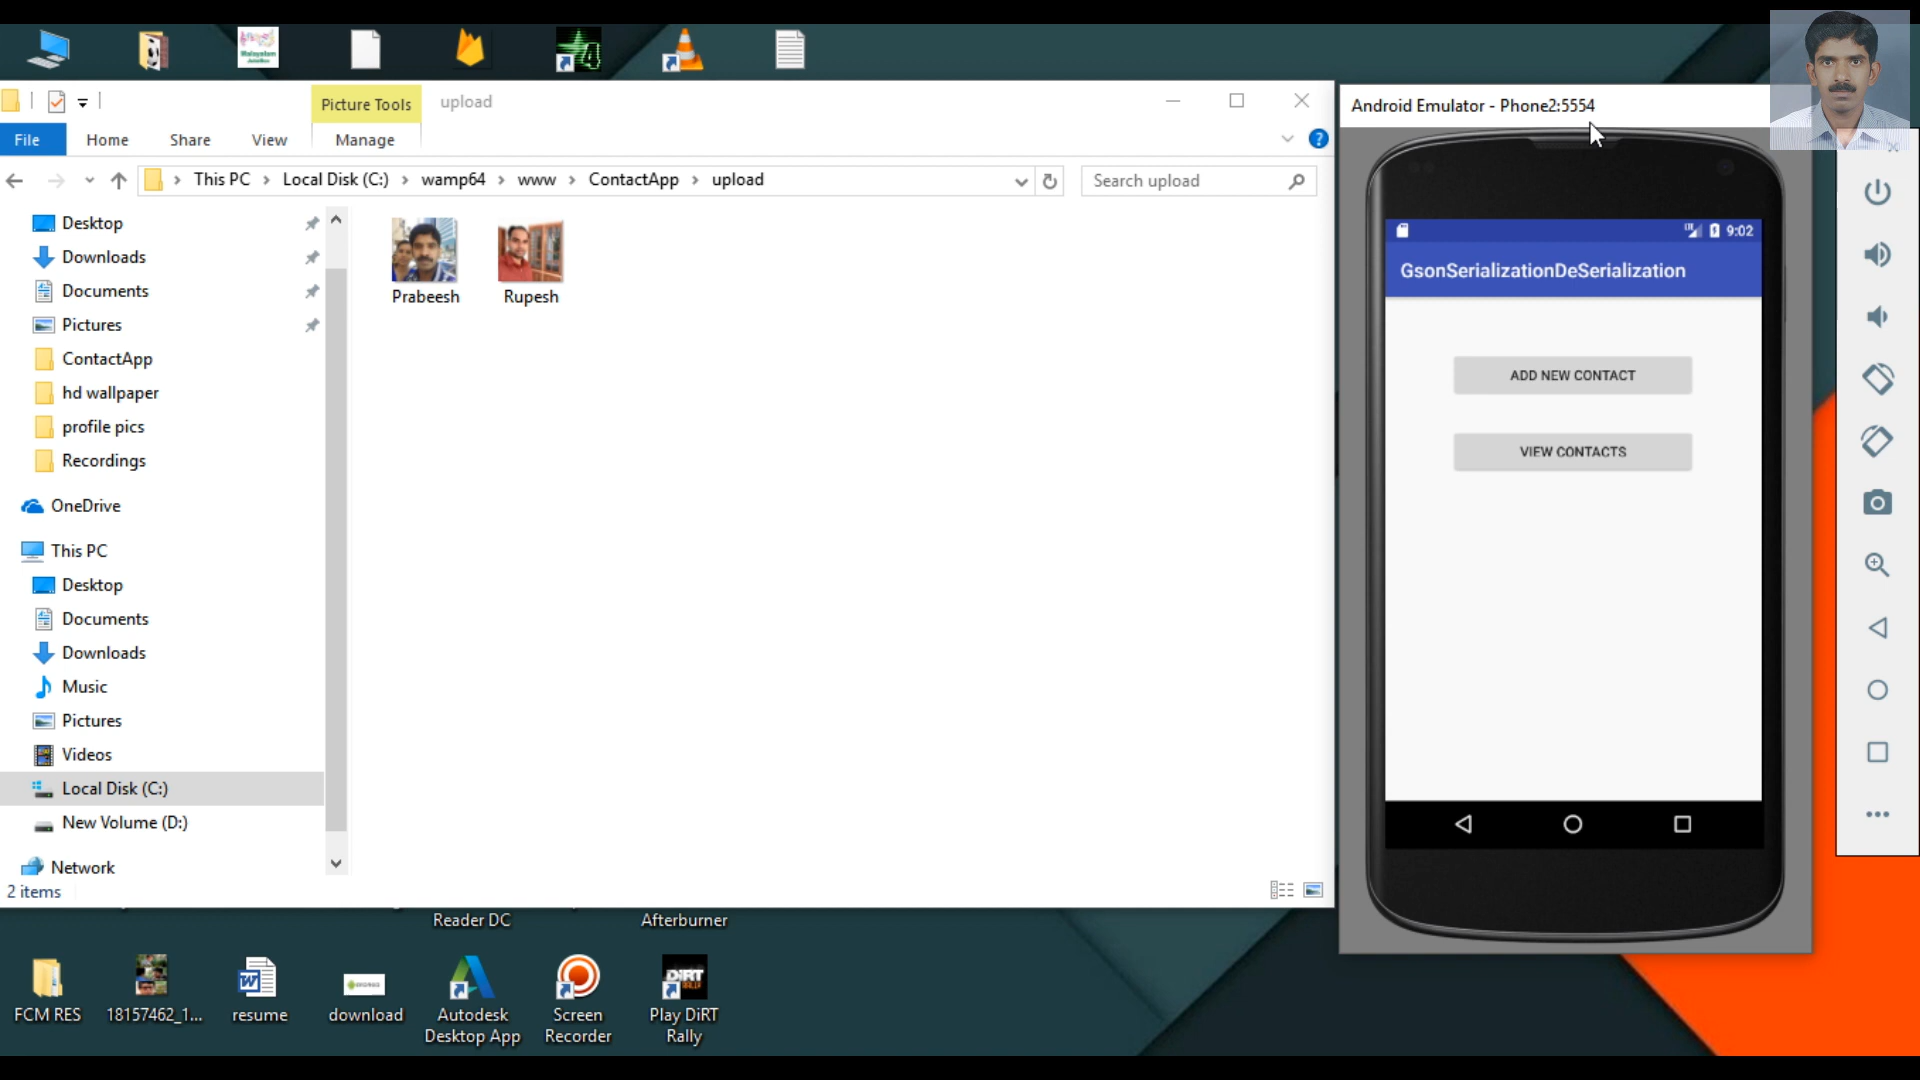 Picture Tools
upload
File
Home
Share
View
Manage
This PC
Local Disk (C:)
wamp64
www
ContactApp
upload
Search upload
Desktop
Downloads
Documents
Pictures
ContactApp
hd wallpaper
profile pics
Recordings
OneDrive
This PC
Desktop
Documents
Downloads
Music
Pictures
Videos
Local Disk (C:)
New Volume (D:)
Network
2 items
Prabeesh
Rupesh
Android Emulator - Phone2:5554
9:02
GsonSerializationDeSerialization
ADD NEW CONTACT
VIEW CONTACTS
Reader DC
Afterburner
FCM RES
18157462_1...
resume
download
Autodesk
Desktop App
Screen
Recorder
DiRT
Play DiRT
Rally